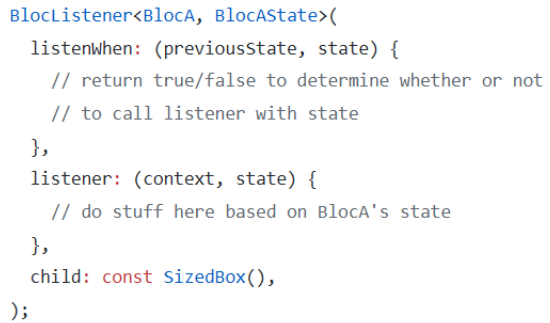 BlocListener<BlocA, BlocAState>(
  listenWhen: (previousState, state) {
    // return true/false to determine whether or not
    // to call listener with state
  },
  listener: (context, state) {
    // do stuff here based on BlocA's state
  },
  child: const SizedBox(),
);